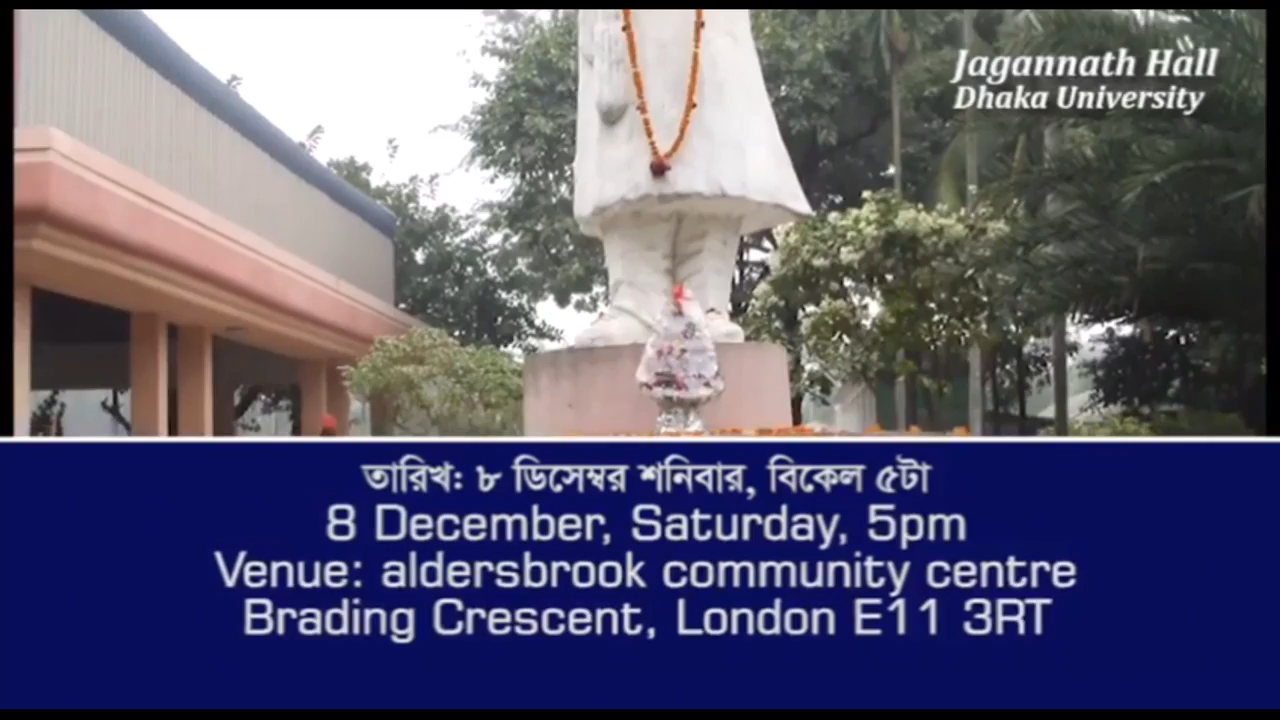 Jagannath Hall
Dhaka University
তারিখ: ৮ ডিসেম্বর শনিবার, বিকেল ৫টা
8 December, Saturday, 5pm
Venue: aldersbrook community centre
Brading Crescent, London E11 3RT